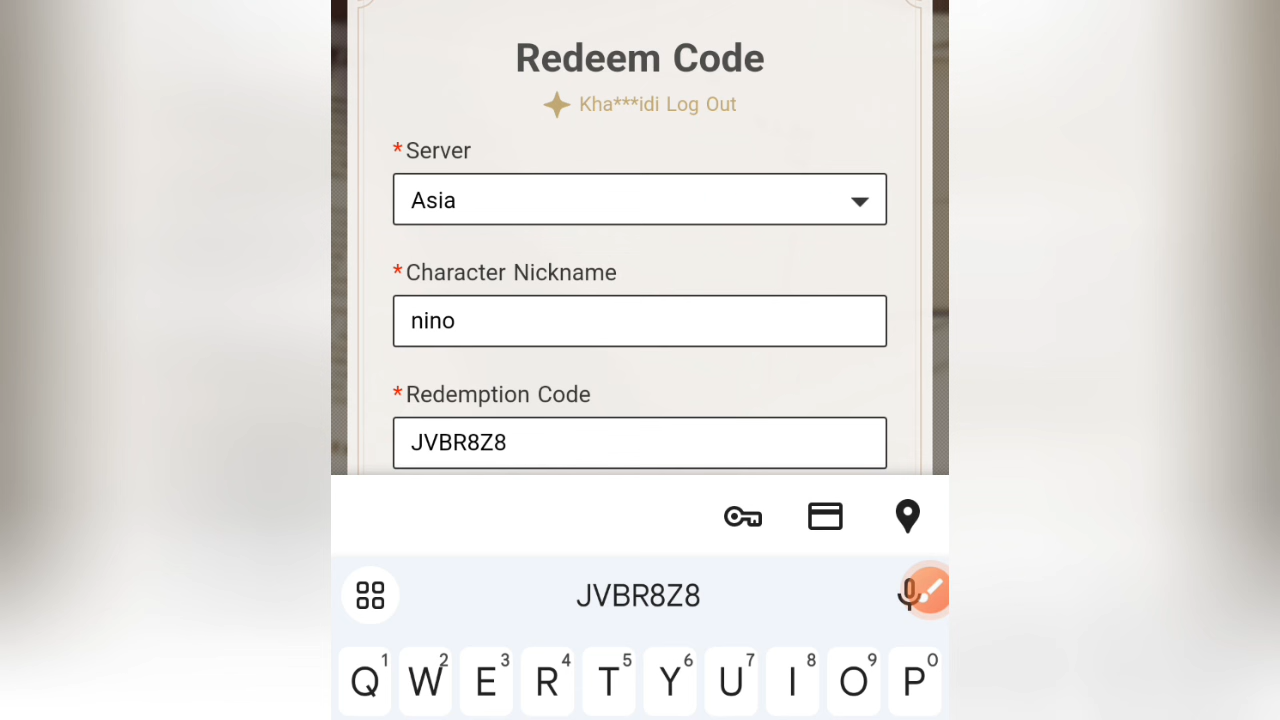 Redeem Code
Kha***idi Log Out
*Server
Asia
*Character Nickname
nino
*Redemption Code
JVBR8Z8
JVBR8Z8
Q1 W2 E3 R4 T5 Y6 U7 I8 O9 P0